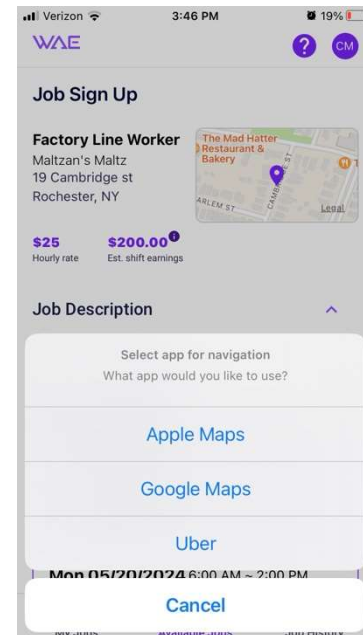 Verizon 3:46 PM 19%
WAE ? CM
Job Sign Up
Factory Line Worker
Maltzan's Maltz
19 Cambridge st
Rochester, NY
The Mad Hatter
Restaurant &
Bakery
CAMBRIDGE ST
ARLEM ST
Legal
$25 $200.00 i
Hourly rate Est. shift earnings
Job Description
Select app for navigation
What app would you like to use?
Apple Maps
Google Maps
Uber
Mon 05/20/2024 6:00 AM ~ 2:00 PM
Cancel
My Jobs Available Jobs Job History